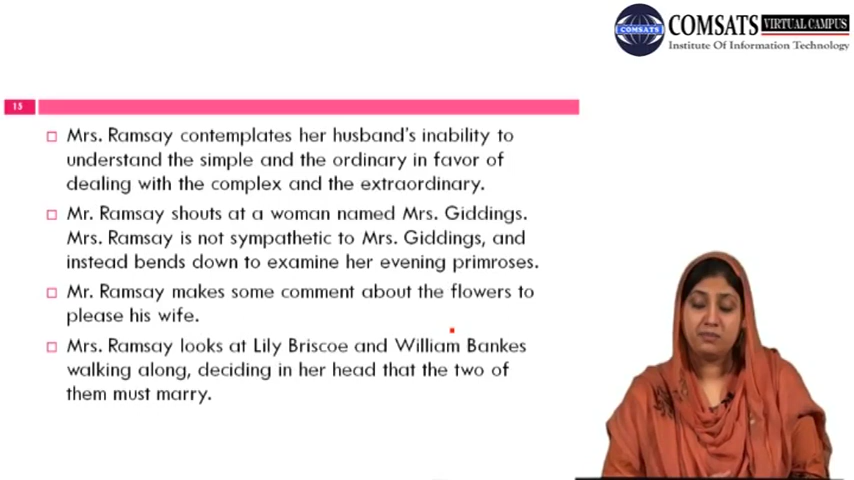 COMSATS VIRTUAL CAMPUS
COMSATS
Institute Of Information Technology
15
Mrs. Ramsay contemplates her husband's inability to
understand the simple and the ordinary in favor of
dealing with the complex and the extraordinary.
Mr. Ramsay shouts at a woman named Mrs. Giddings.
Mrs. Ramsay is not sympathetic to Mrs. Giddings, and
instead bends down to examine her evening primroses.
Mr. Ramsay makes some comment about the flowers to
please his wife.
Mrs. Ramsay looks at Lily Briscoe and William Bankes
walking along, deciding in her head that the two of
them must marry.